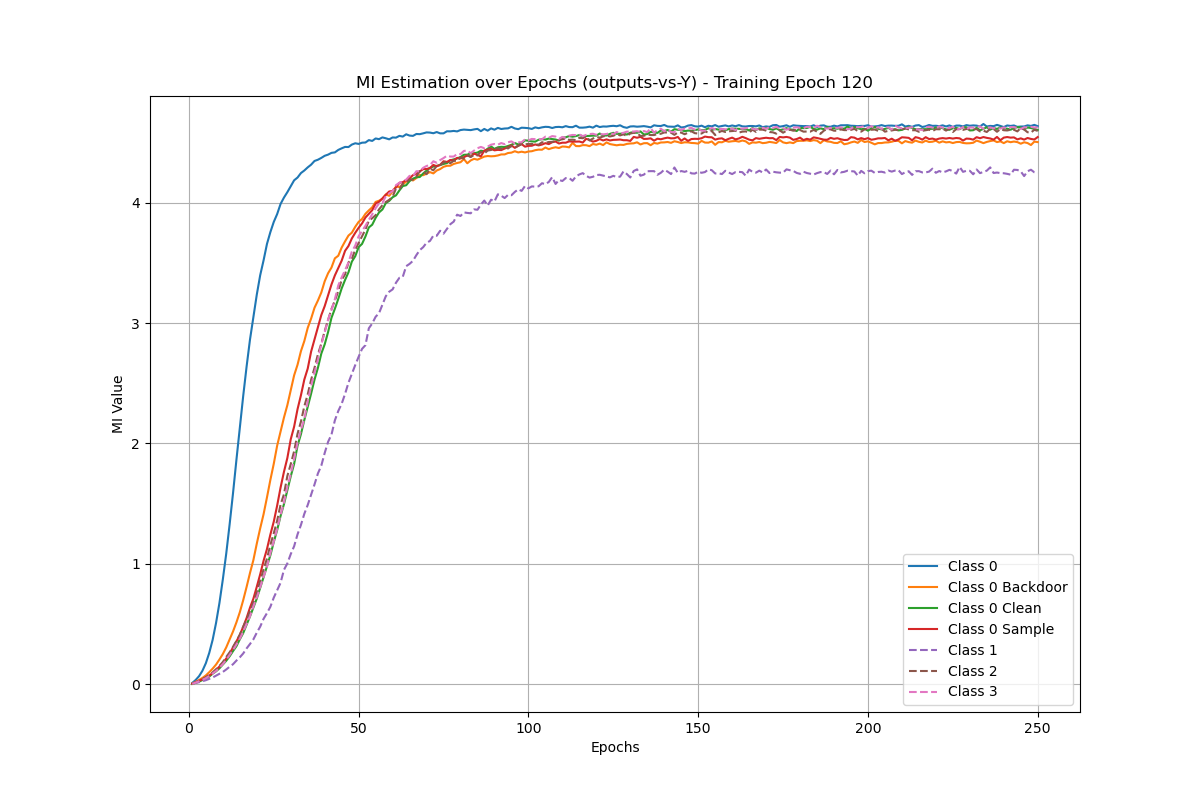 MI Estimation over Epochs (outputs-vs-Y) - Training Epoch 120
MI Value
4
3
2
1
0
0 50 100 150 200 250
Epochs
Class 0
Class 0 Backdoor
Class 0 Clean
Class 0 Sample
Class 1
Class 2
Class 3